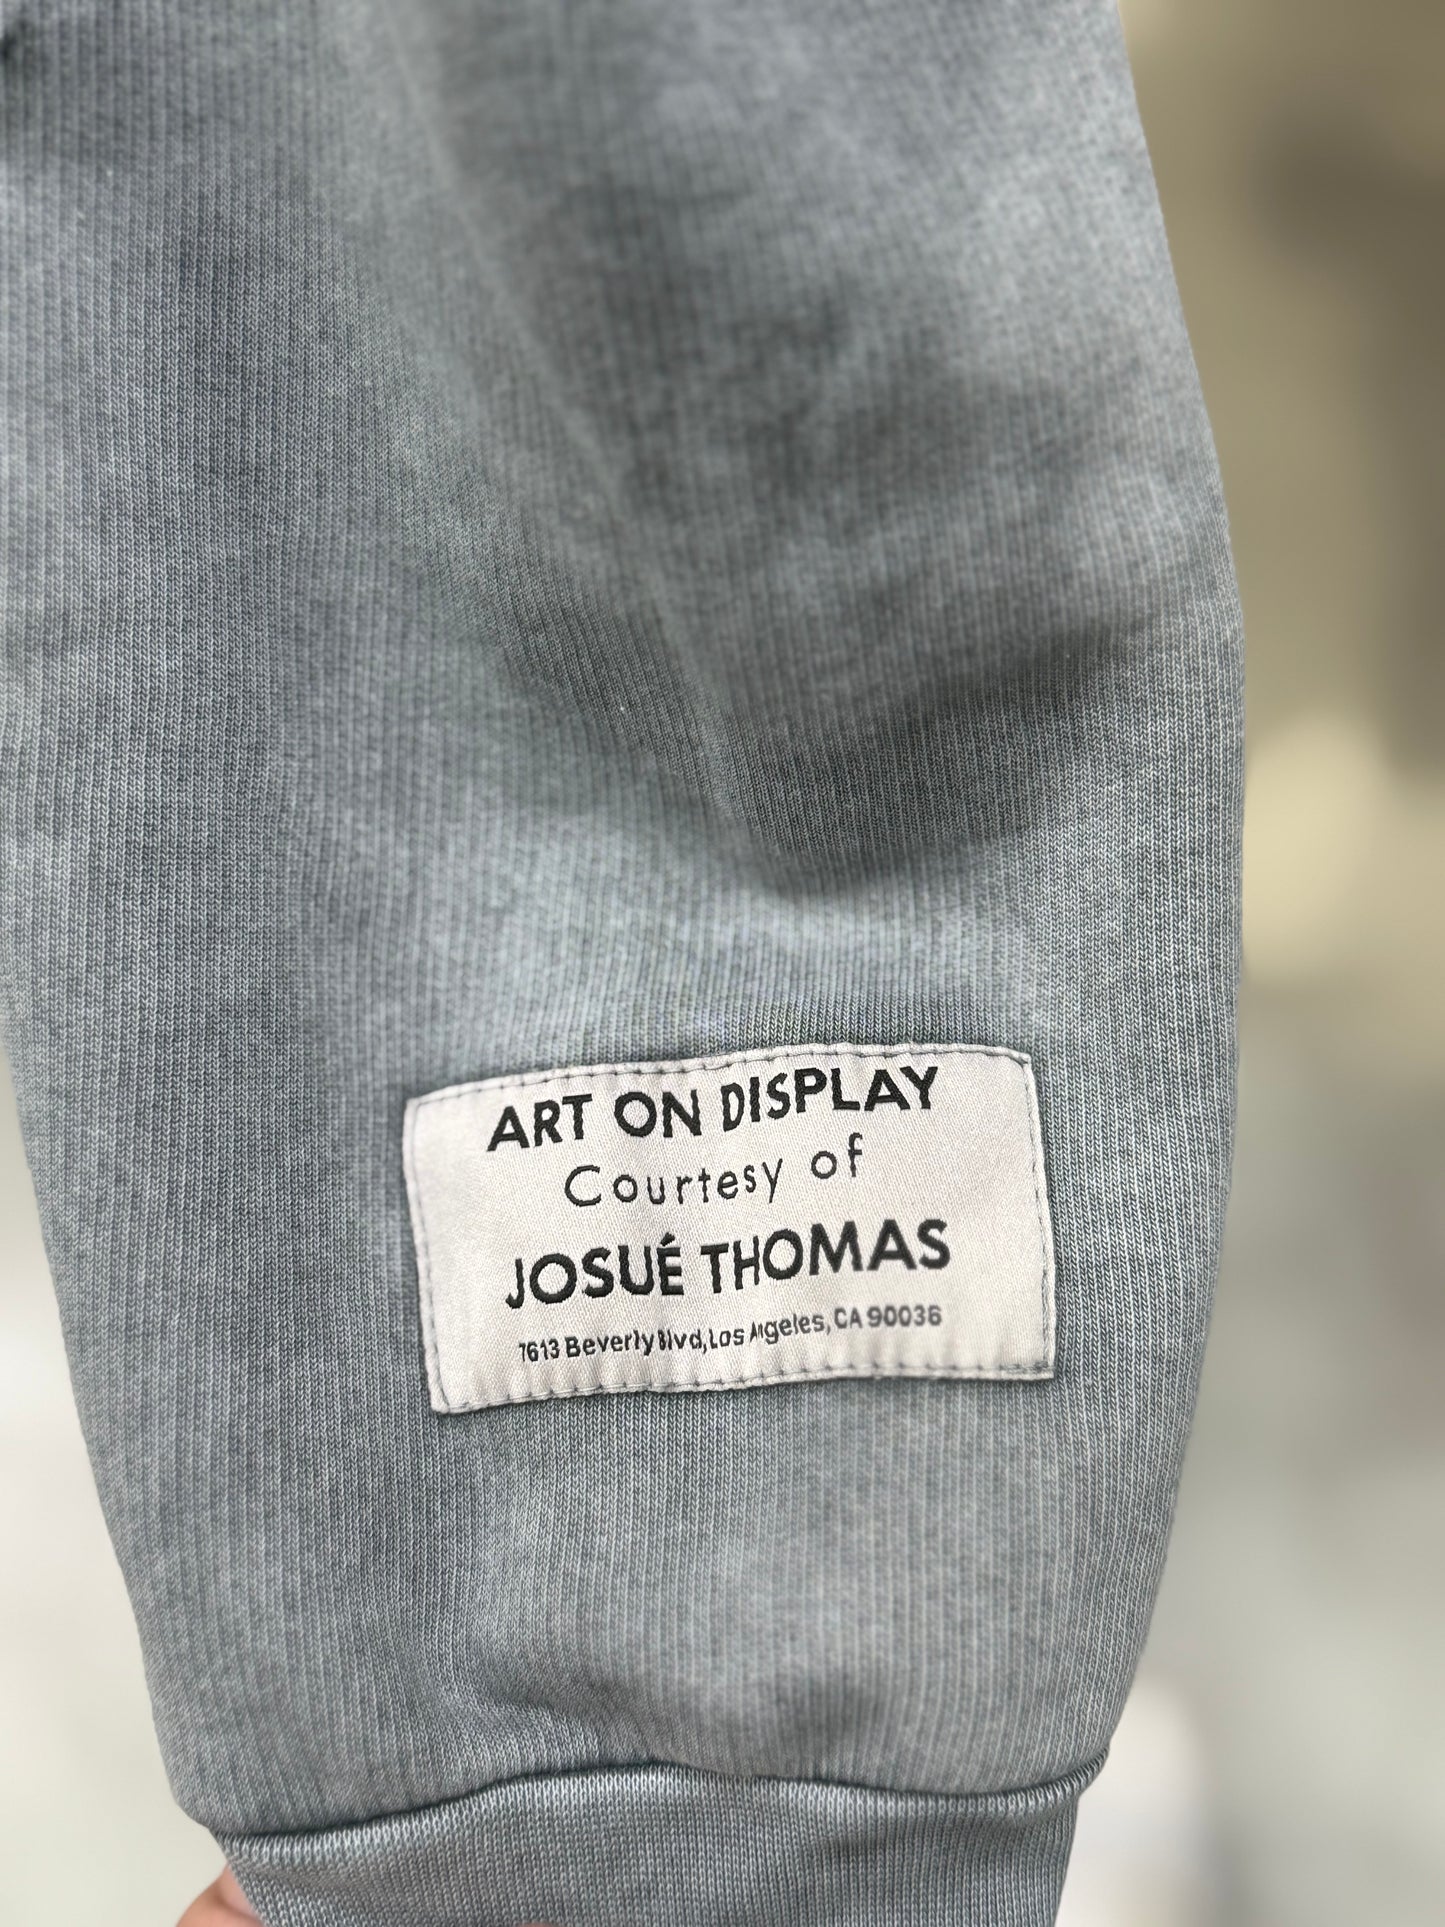 ART ON DISPLAY
Courtesy of
JOSUÉ THOMAS
7613 Beverly Blvd, Los Angeles, CA 90036